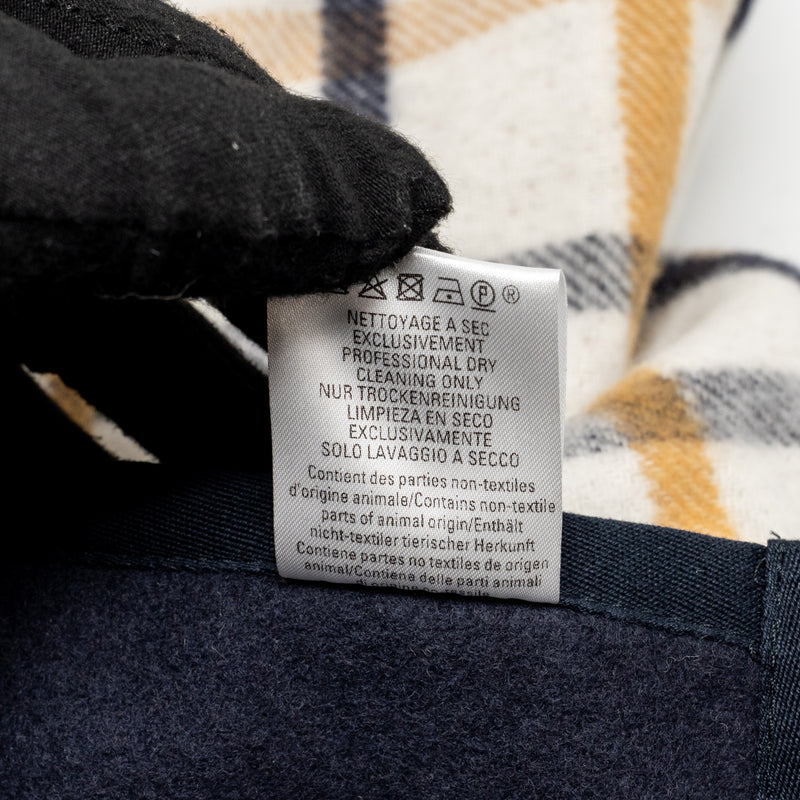 P ®
NETTOYAGE A SEC
EXCLUSIVEMENT
PROFESSIONAL DRY
CLEANING ONLY
NUR TROCKENREINIGUNG
LIMPIEZA EN SECO
EXCLUSIVAMENTE
SOLO LAVAGGIO A SECCO
Contient des parties non-textiles
d'origine animale/Contains non-textile
parts of animal origin/Enthält
nicht-textiler tierischer Herkunft
Contiene partes no textiles de origen
animal/Contiene delle parti animali